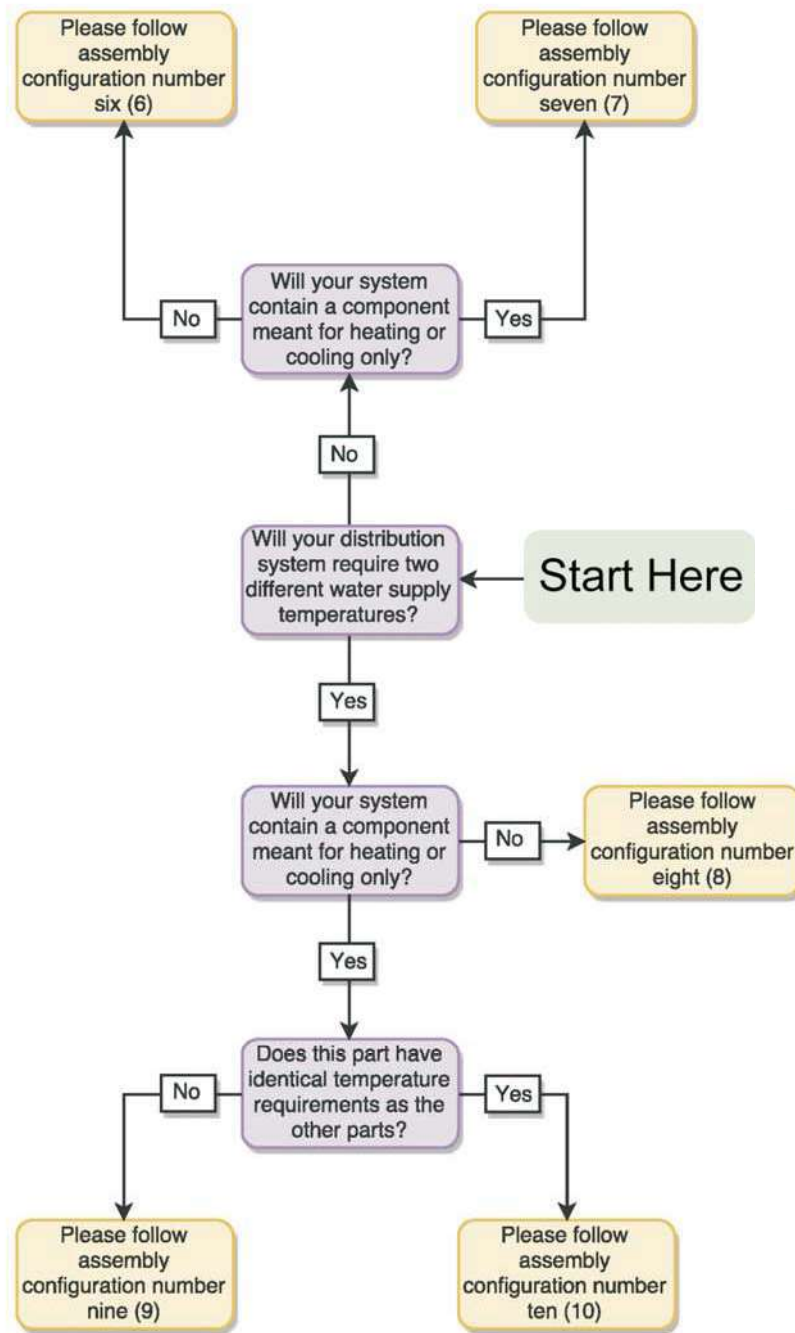 Please follow
assembly
configuration number
six (6)
Please follow
assembly
configuration number
seven (7)
No
Will your system
contain a component
meant for heating or
cooling only?
Yes
No
Will your distribution
system require two
different water supply
temperatures?
Start Here
Yes
Will your system
contain a component
meant for heating or
cooling only?
No
Please follow
assembly
configuration number
eight (8)
Yes
No
Does this part have
identical temperature
requirements as the
other parts?
Yes
Please follow
assembly
configuration number
nine (9)
Please follow
assembly
configuration number
ten (10)